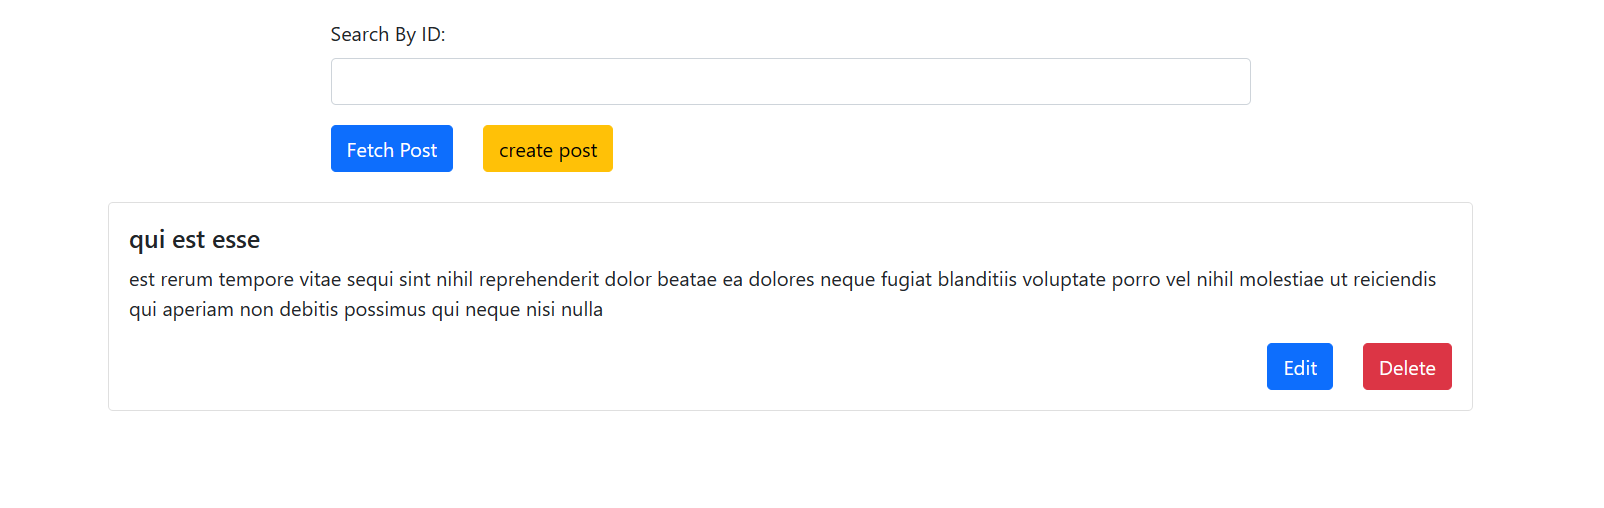 Search By ID:
Fetch Post
create post
qui est esse
est rerum tempore vitae sequi sint nihil reprehenderit dolor beatae ea dolores neque fugiat blanditiis voluptate porro vel nihil molestiae ut reiciendis
qui aperiam non debitis possimus qui neque nisi nulla
Edit
Delete